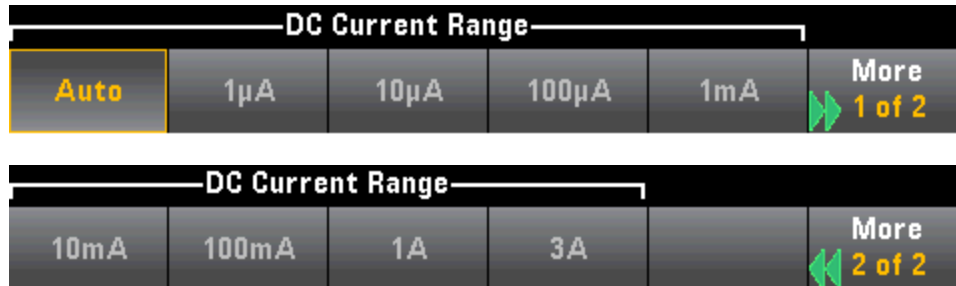 DC Current Range
Auto 1µA 10µA 100µA 1mA More 1 of 2
DC Current Range
10mA 100mA 1A 3A More 2 of 2